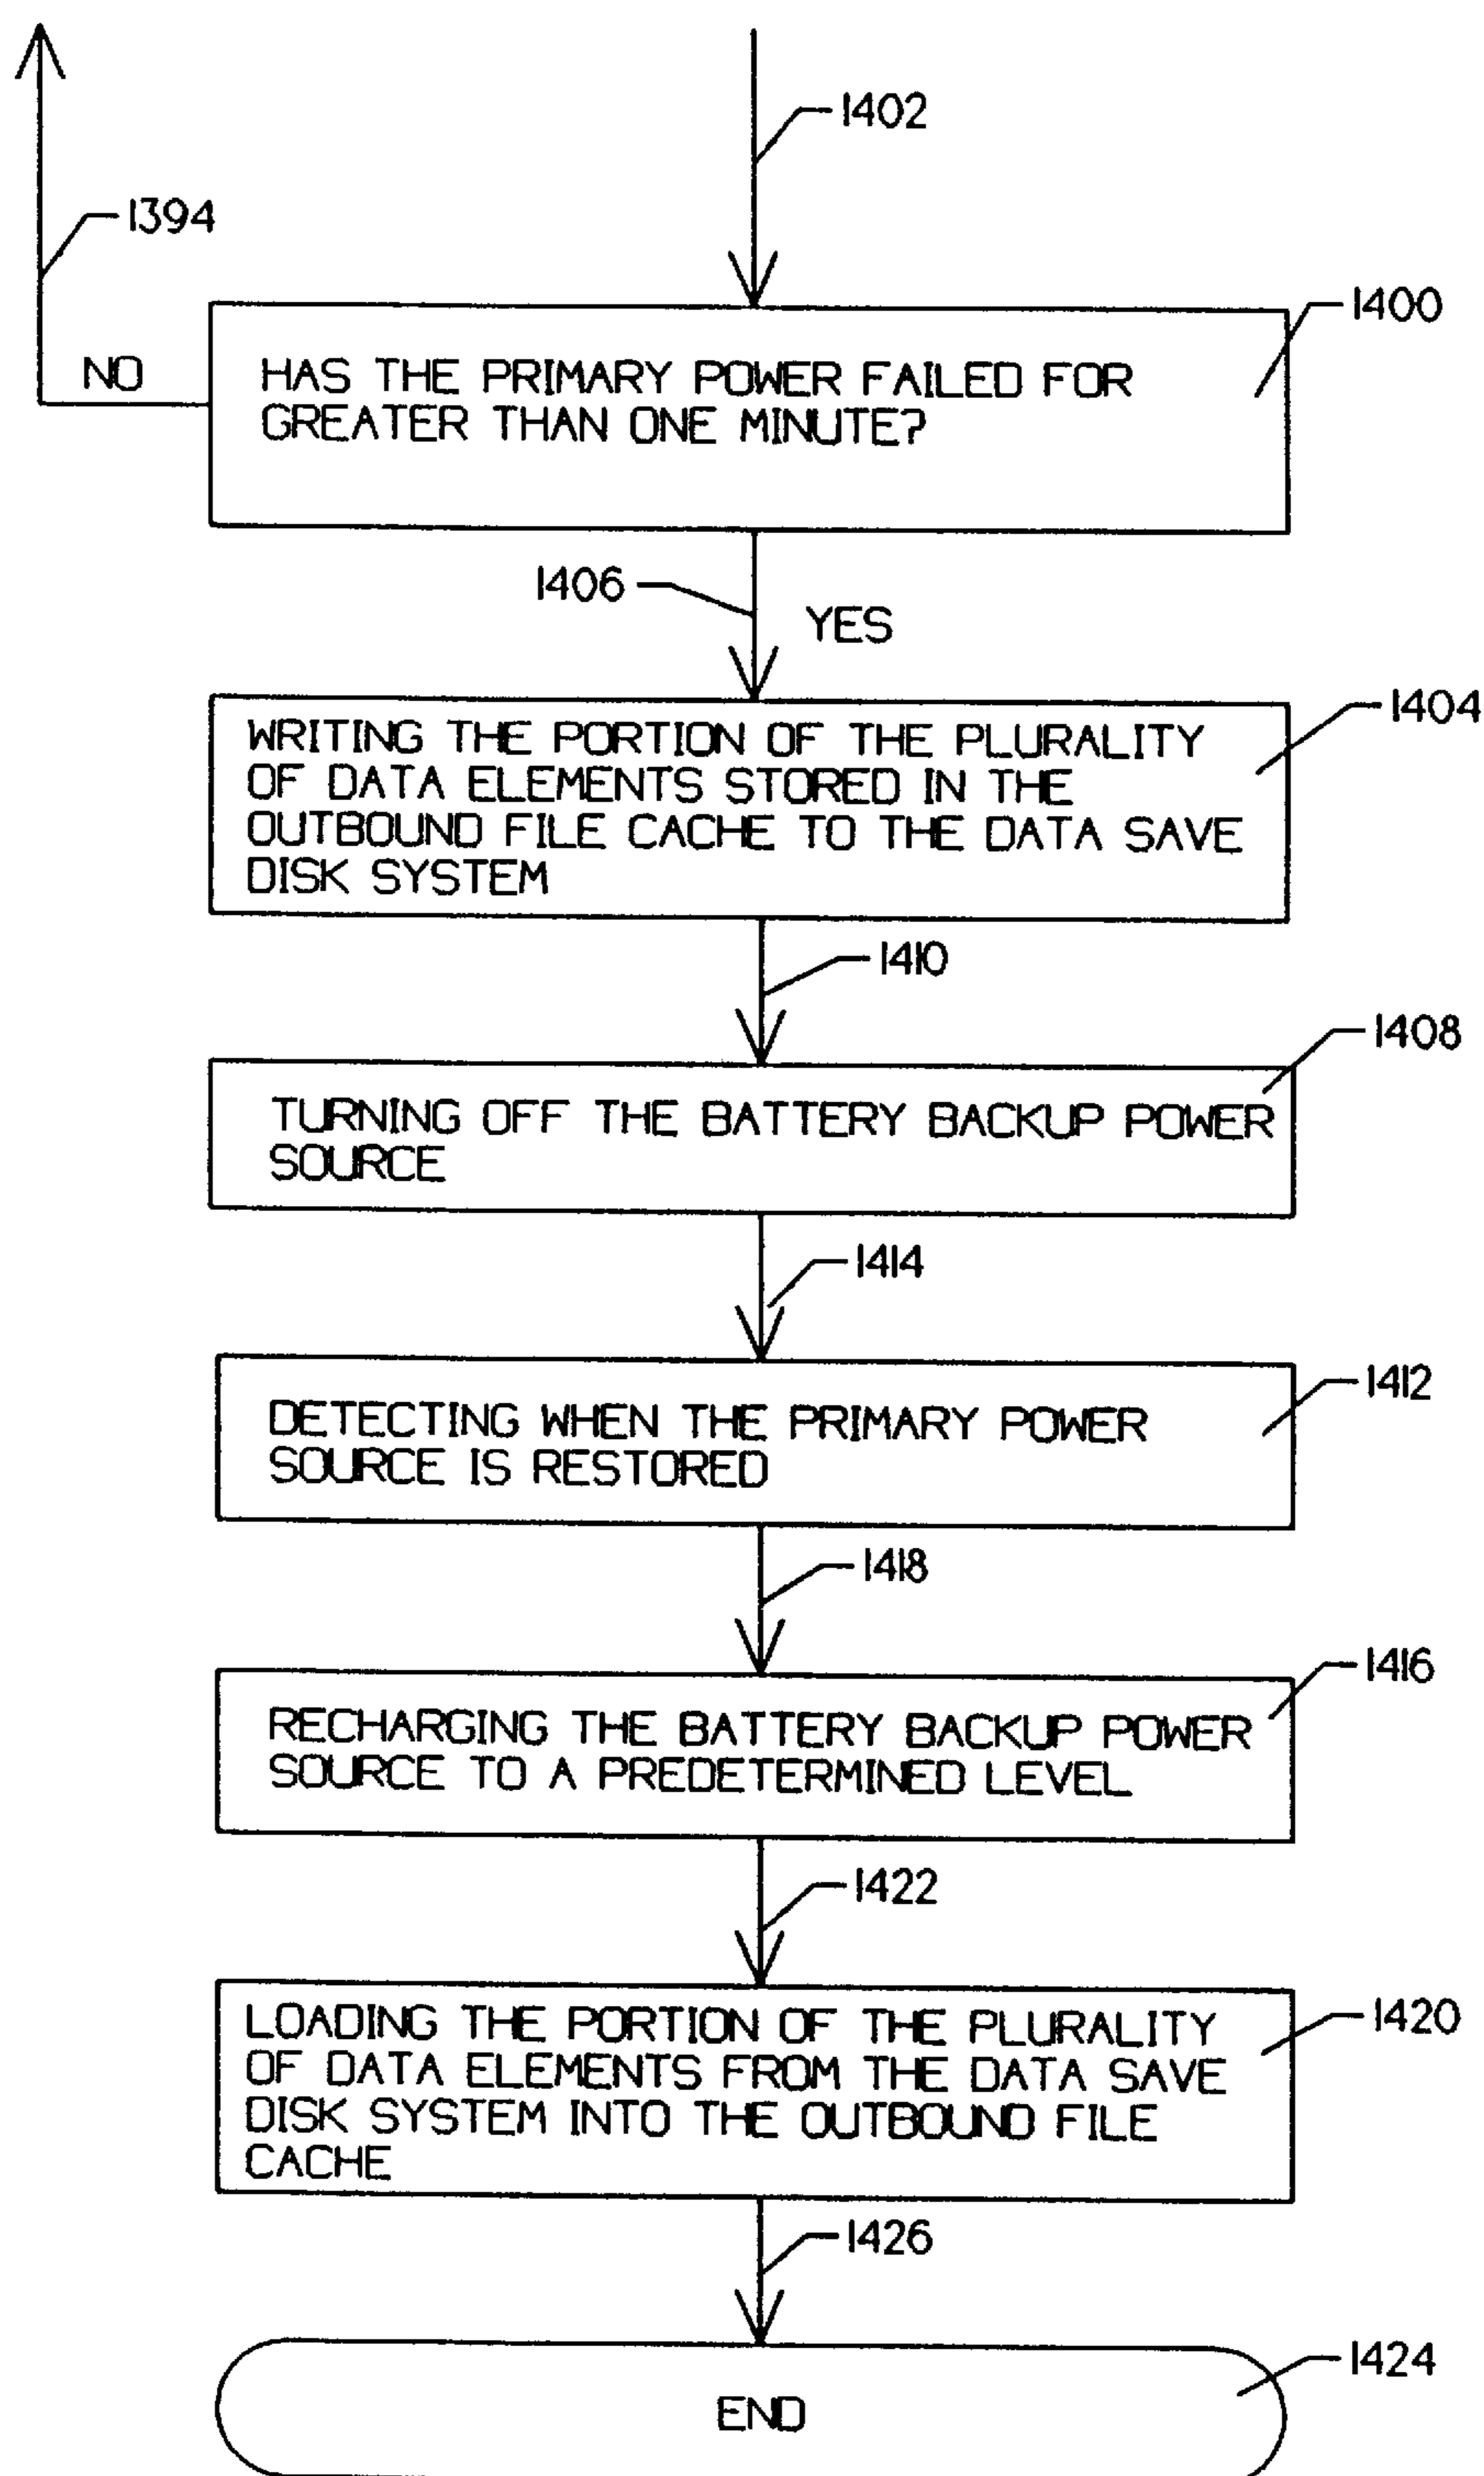 1402
1394
1400
NO
HAS THE PRIMARY POWER FAILED FOR
GREATER THAN ONE MINUTE?
1406
YES
1404
WRITING THE PORTION OF THE PLURALITY
OF DATA ELEMENTS STORED IN THE
OUTBOUND FILE CACHE TO THE DATA SAVE
DISK SYSTEM
1410
1408
TURNING OFF THE BATTERY BACKUP POWER
SOURCE
1414
1412
DETECTING WHEN THE PRIMARY POWER
SOURCE IS RESTORED
1418
1416
RECHARGING THE BATTERY BACKUP POWER
SOURCE TO A PREDETERMINED LEVEL
1422
1420
LOADING THE PORTION OF THE PLURALITY
OF DATA ELEMENTS FROM THE DATA SAVE
DISK SYSTEM INTO THE OUTBOUND FILE
CACHE
1426
1424
END